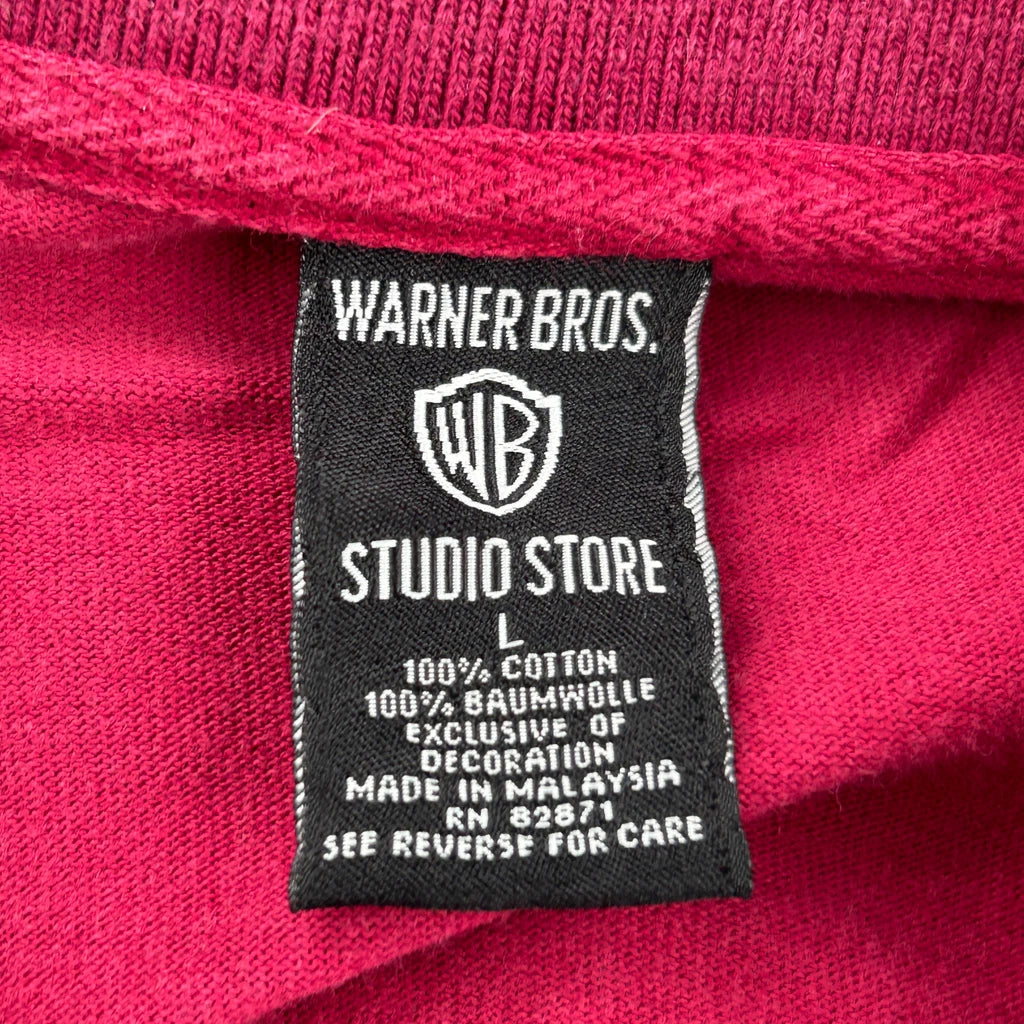 WARNER BROS.
WB
STUDIO STORE
L
100% COTTON
100% BAUMWOLLE
EXCLUSIVE OF
DECORATION
MADE IN MALAYSIA
RN 82871
SEE REVERSE FOR CARE